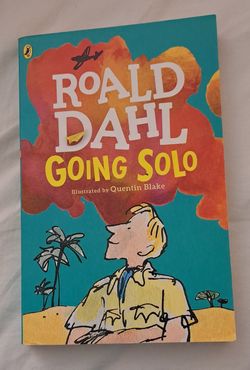 ROALD
DAHL
GOING SOLO
Illustrated by Quentin Blake